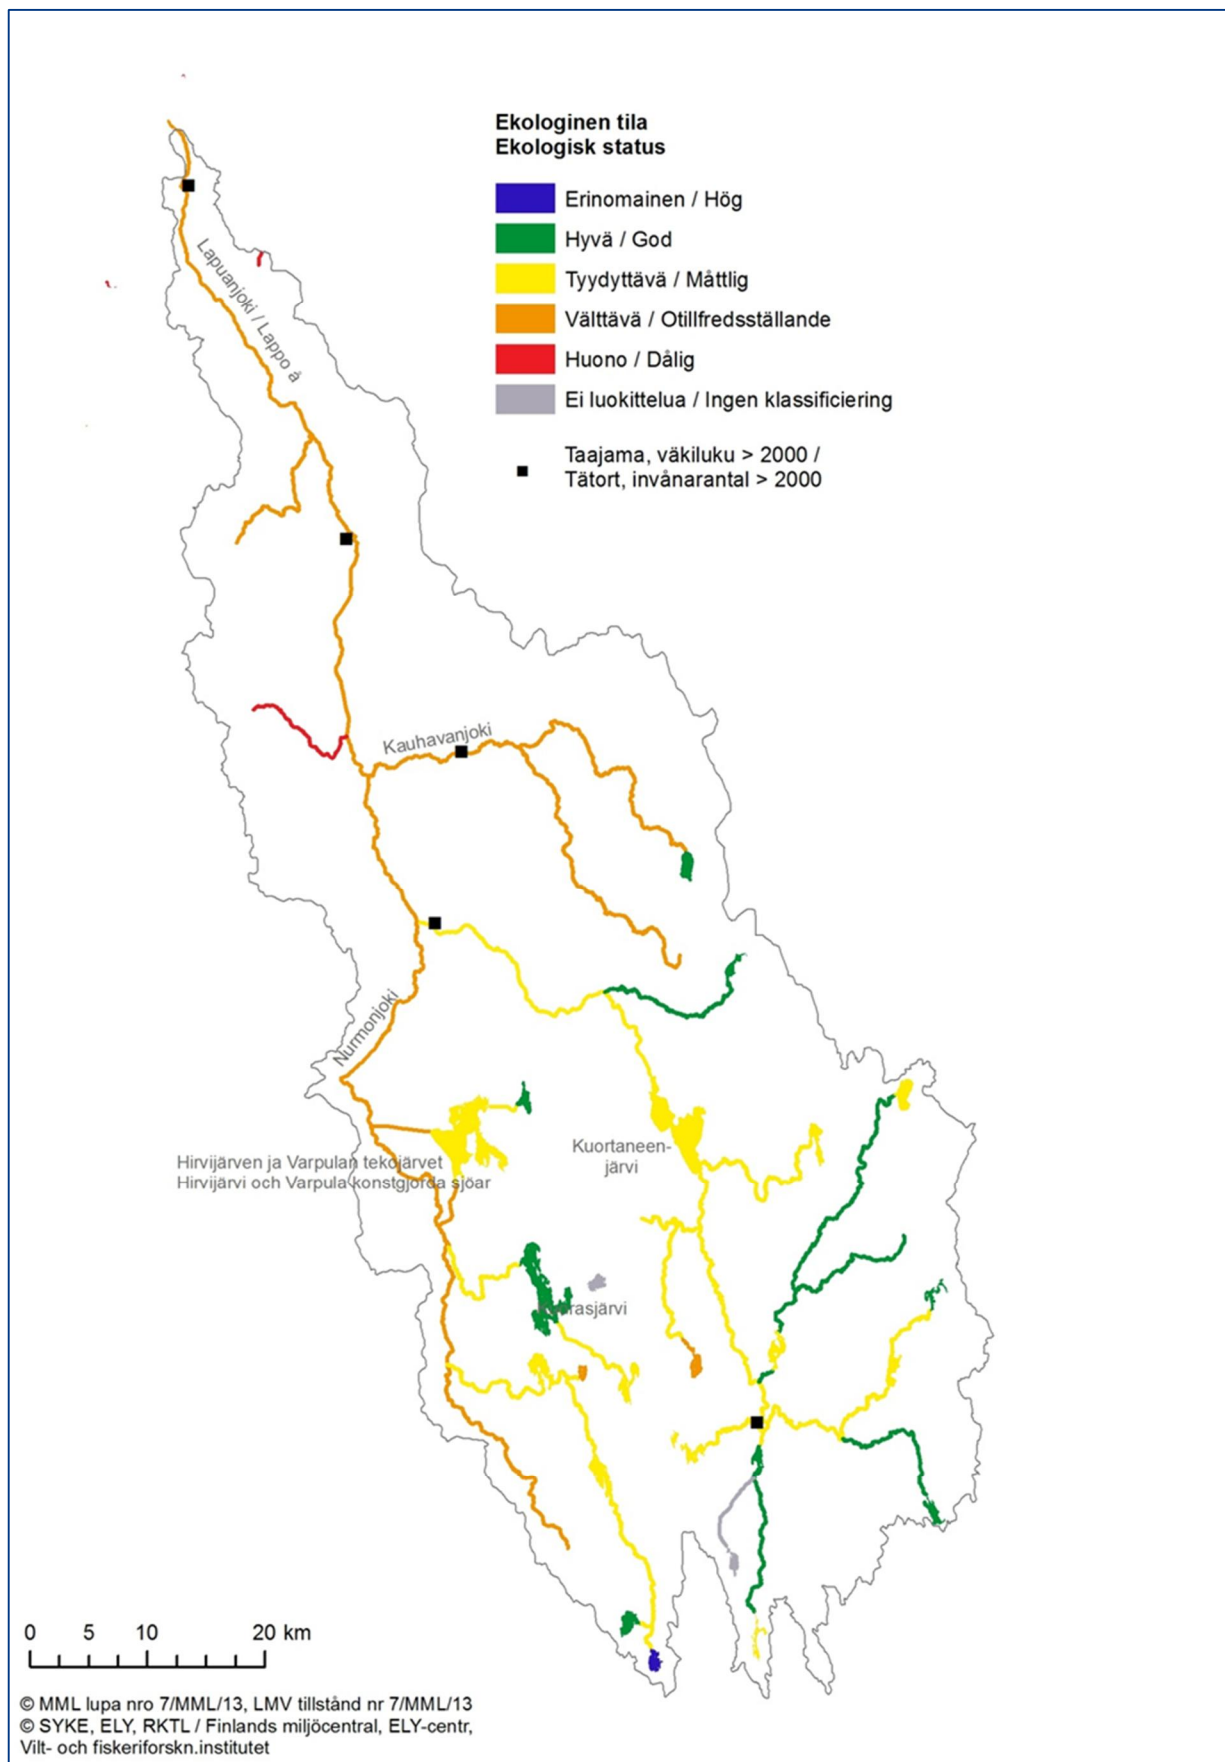 Ekologinen tila
Ekologisk status
Erinomainen / Hög
Hyvä / God
Tyydyttävä / Måttlig
Välttävä / Otillfredsställande
Huono / Dålig
Ei luokittelua / Ingen klassificiering
Taajama, väkiluku > 2000 /
Tätort, invånarantal > 2000
Lapuanjoki / Lappo å
Kauhavanjoki
Nurmonjoki
Kuortaneen-
järvi
Hirvijärven ja Varpulan tekojärvet
Hirvijärvi och Varpula konstgjorda sjöar
0 5 10 20 km
© MML lupa nro 7/MML/13, LMV tillstånd nr 7/MML/13
© SYKE, ELY, RKTL / Finlands miljöcentral, ELY-centr,
Vilt- och fiskeriforskn.institutet